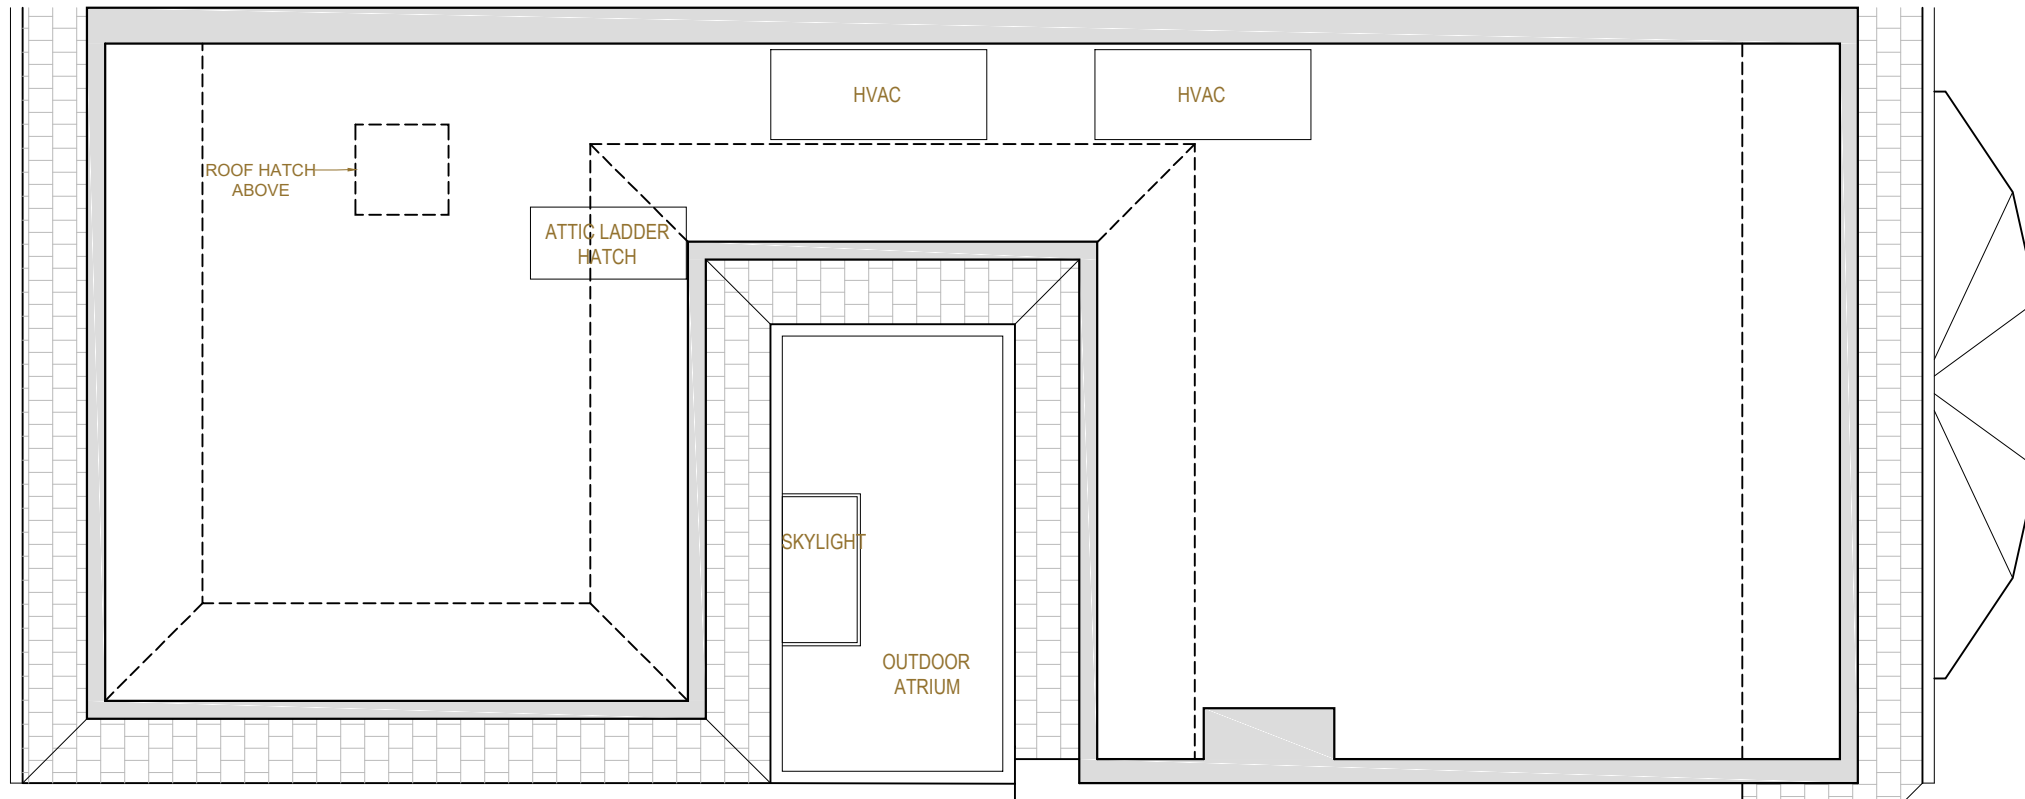 HVAC
HVAC
ROOF HATCH
ABOVE
ATTIC LADDER
HATCH
SKYLIGHT
OUTDOOR
ATRIUM